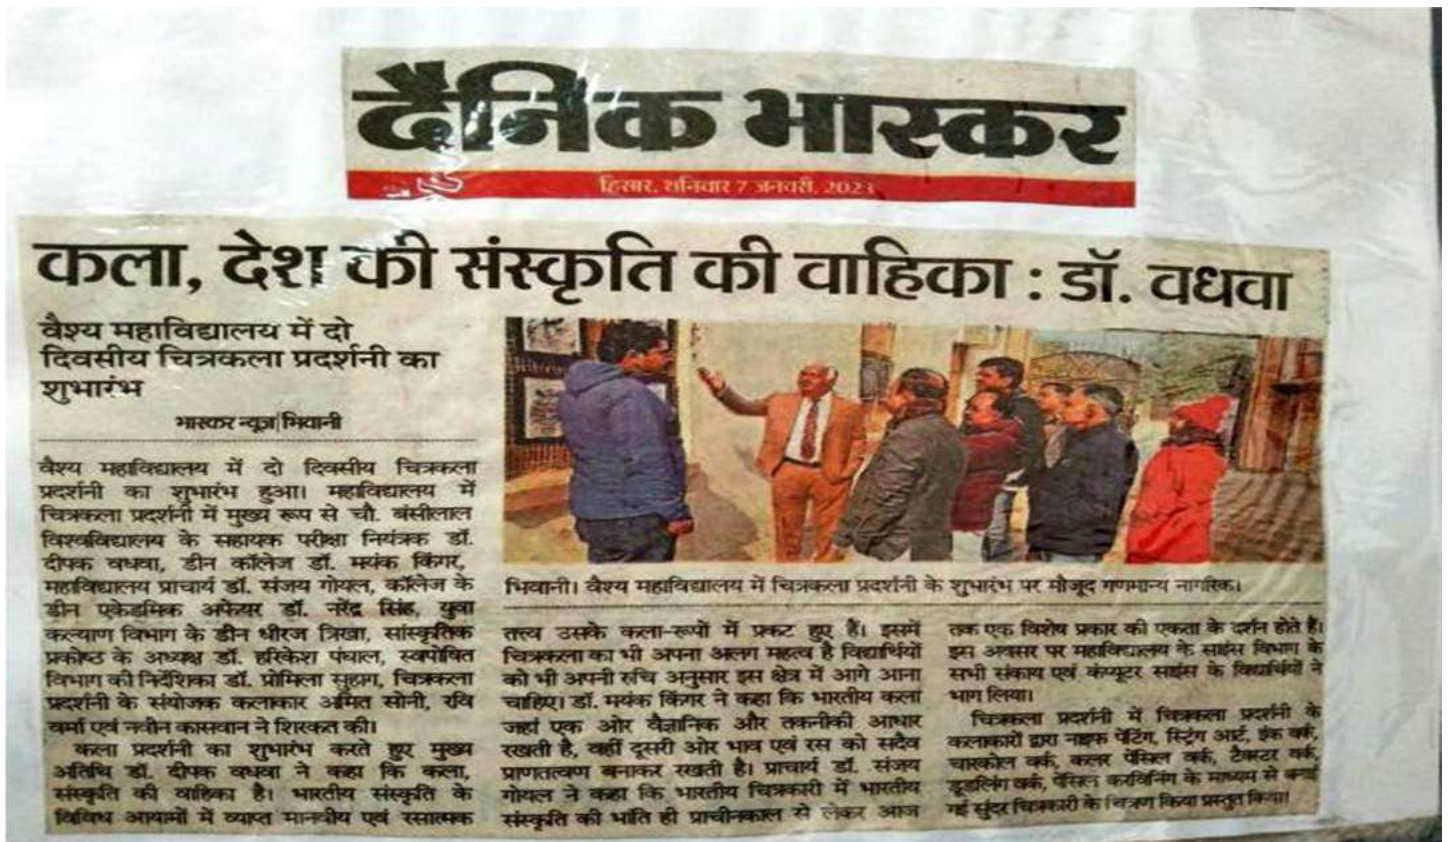 दैनिक भास्कर
हिसार, शनिवार 7 जनवरी, 2023
कला, देश की संस्कृति की वाहिका : डॉ. वधवा
वैश्य महाविद्यालय में दो
दिवसीय चित्रकला प्रदर्शनी का
शुभारंभ
भास्कर न्यूज|भिवानी
वैश्य महाविद्यालय में दो दिवसीय चित्रकला
प्रदर्शनी का शुभारंभ हुआ। महाविद्यालय में
चित्रकला प्रदर्शनी में मुख्य रूप से चौ. बंसीलाल
विश्वविद्यालय के सहायक परीक्षा नियंत्रक डॉ.
दीपक वधवा, डीन कॉलेज डॉ. मयंक किंगर,
महाविद्यालय प्राचार्य डॉ. संजय गोयल, कॉलेज के
डीन एकेडमिक अफेयर डॉ. नरेंद्र सिंह, युवा
कल्याण विभाग के डीन धीरज त्रिखा, सांस्कृतिक
प्रकोष्ठ के अध्यक्ष डॉ. हरिकेश पंघाल, स्वपोषित
विभाग की निर्देशिका डॉ. प्रोमिला सुहाग, चित्रकला
प्रदर्शनी के संयोजक कलाकार अमित सोनी, रवि
वर्मा एवं नवीन कासवान ने शिरकत की।
कला प्रदर्शनी का शुभारंभ करते हुए मुख्य
अतिथि डॉ. दीपक वधवा ने कहा कि कला,
संस्कृति की वाहिका है। भारतीय संस्कृति के
विविध आयामों में व्याप्त मानवीय एवं रसात्मक
भिवानी। वैश्य महाविद्यालय में चित्रकला प्रदर्शनी के शुभारंभ पर मौजूद गणमान्य नागरिक।
तत्त्व उसके कला-रूपों में प्रकट हुए हैं। इसमें
चित्रकला का भी अपना अलग महत्व है विद्यार्थियों
को भी अपनी रुचि अनुसार इस क्षेत्र में आगे आना
चाहिए। डॉ. मयंक किंगर ने कहा कि भारतीय कला
जहां एक ओर वैज्ञानिक और तकनीकी आधार
रखती है, वहीं दूसरी ओर भाव एवं रस को सदैव
प्राणतत्वण बनाकर रखती है। प्राचार्य डॉ. संजय
गोयल ने कहा कि भारतीय चित्रकारी में भारतीय
संस्कृति की भांति ही प्राचीनकाल से लेकर आज
तक एक विशेष प्रकार की एकता के दर्शन होते हैं।
इस अवसर पर महाविद्यालय के साइंस विभाग के
सभी संकाय एवं कंप्यूटर साइंस के विद्यार्थियों ने
भाग लिया।
चित्रकला प्रदर्शनी में चित्रकला प्रदर्शनी के
कलाकारों द्वारा नाइफ पेंटिंग, स्ट्रिंग आर्ट, इंक वर्क,
चारकोल वर्क, कलर पेंसिल वर्क, टैक्सटर वर्क,
डूडलिंग वर्क, पेंसिल करविनिंग के माध्यम से बनाई
गई सुंदर चित्रकारी के चित्रण किया प्रस्तुत किया।